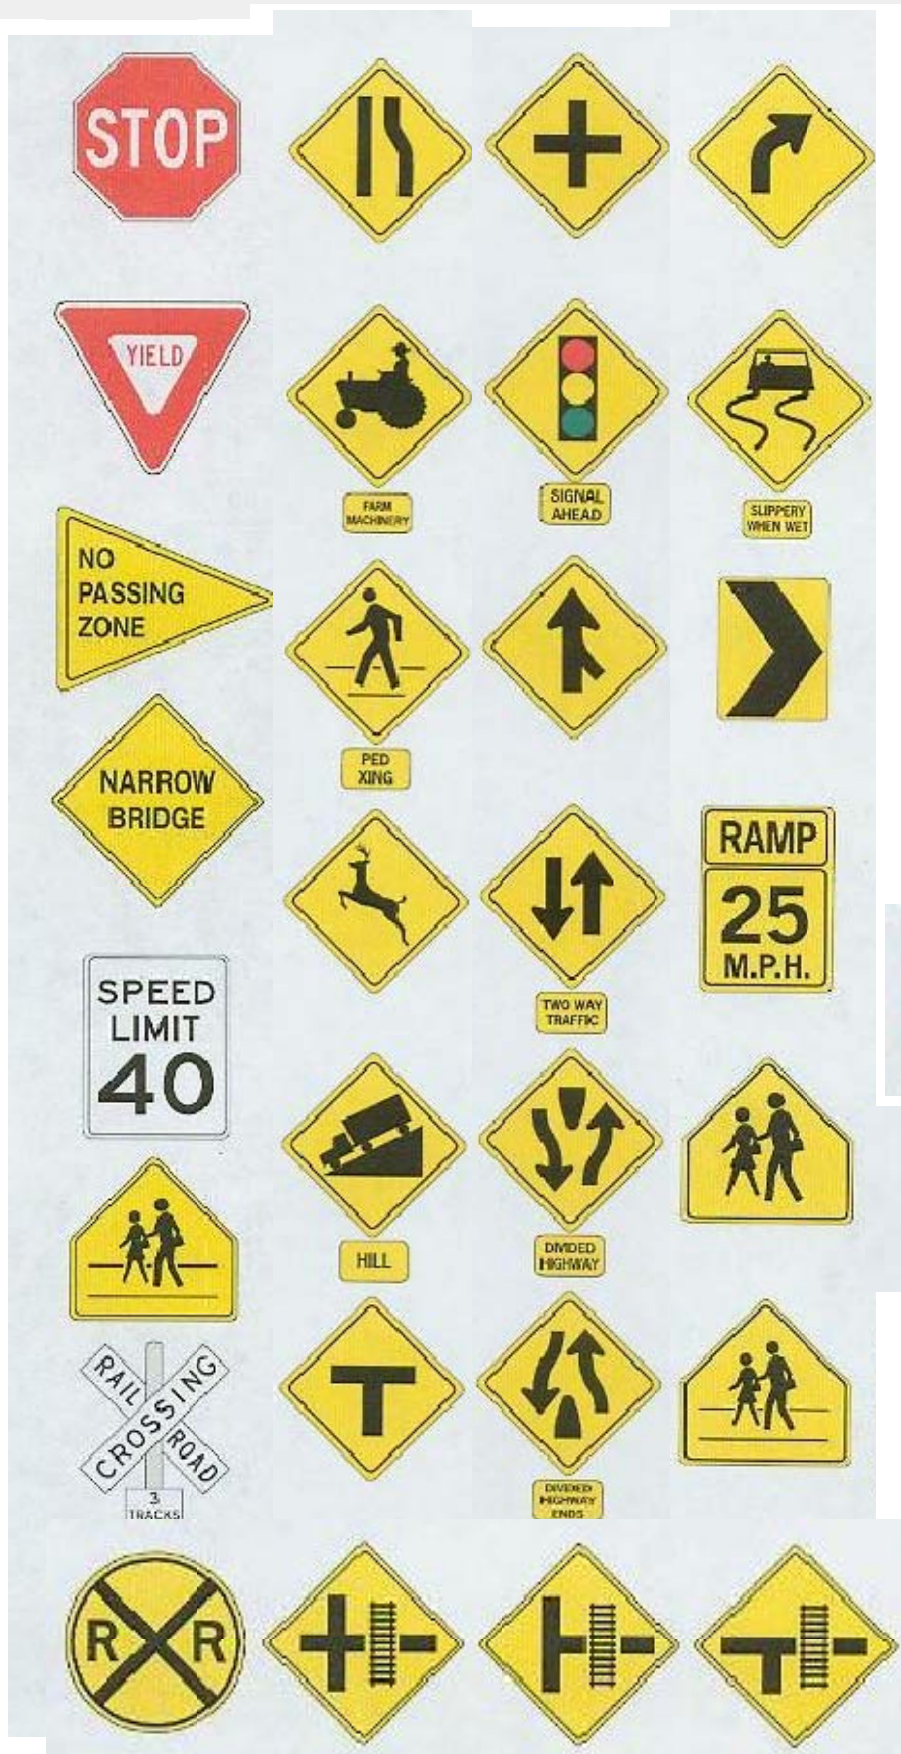 STOP
YIELD
NO
PASSING
ZONE
NARROW
BRIDGE
SPEED
LIMIT
40
RAIL
ROAD
CROSSING
3
TRACKS
R R
FARM
MACHINERY
PED
XING
HILL
SIGNAL
AHEAD
TWO WAY
TRAFFIC
DIVIDED
HIGHWAY
DIVIDED
HIGHWAY
ENDS
SLIPPERY
WHEN WET
RAMP
25
M.P.H.